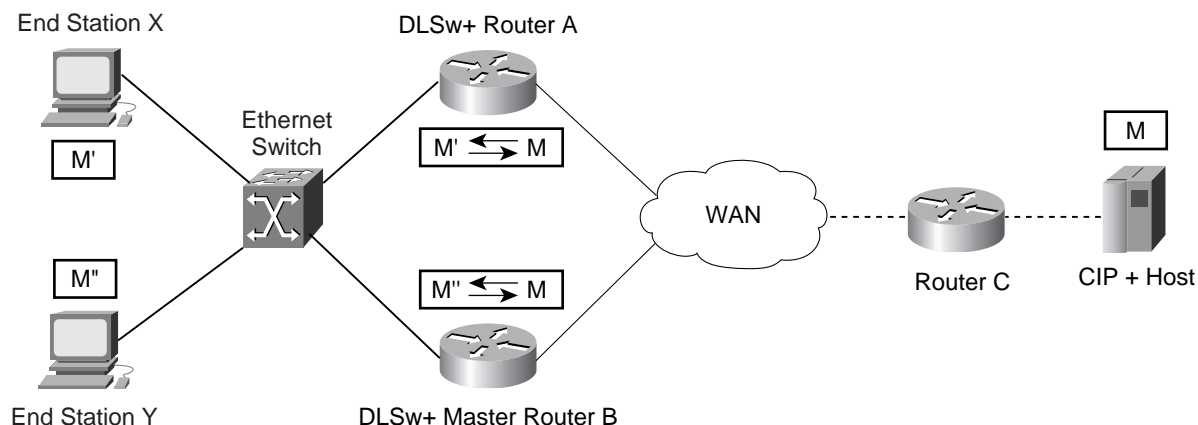 End Station X
DLSw+ Router A
Ethernet
Switch
M'
M' M
M
WAN
M"
M" M
Router C
CIP + Host
End Station Y
DLSw+ Master Router B